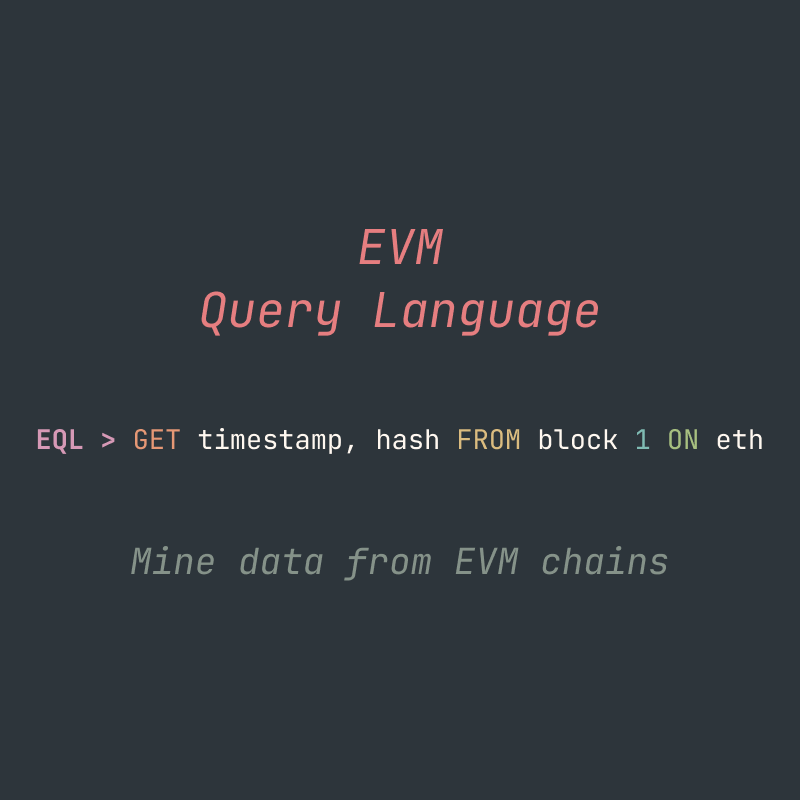 EVM
Query Language
EQL > GET timestamp, hash FROM block 1 ON eth
Mine data from EVM chains